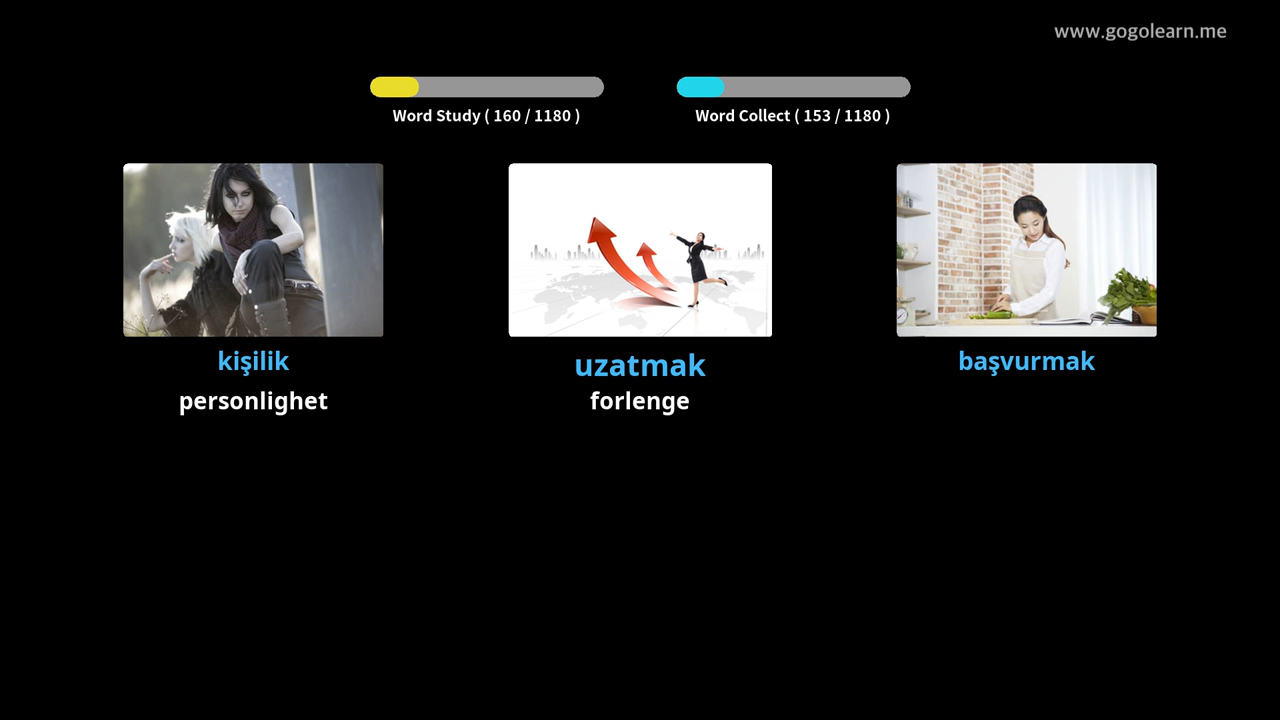 www.gogolearn.me
Word Study ( 160 / 1180 )
Word Collect ( 153 / 1180 )
kişilik
personlighet
uzatmak
forlenge
başvurmak